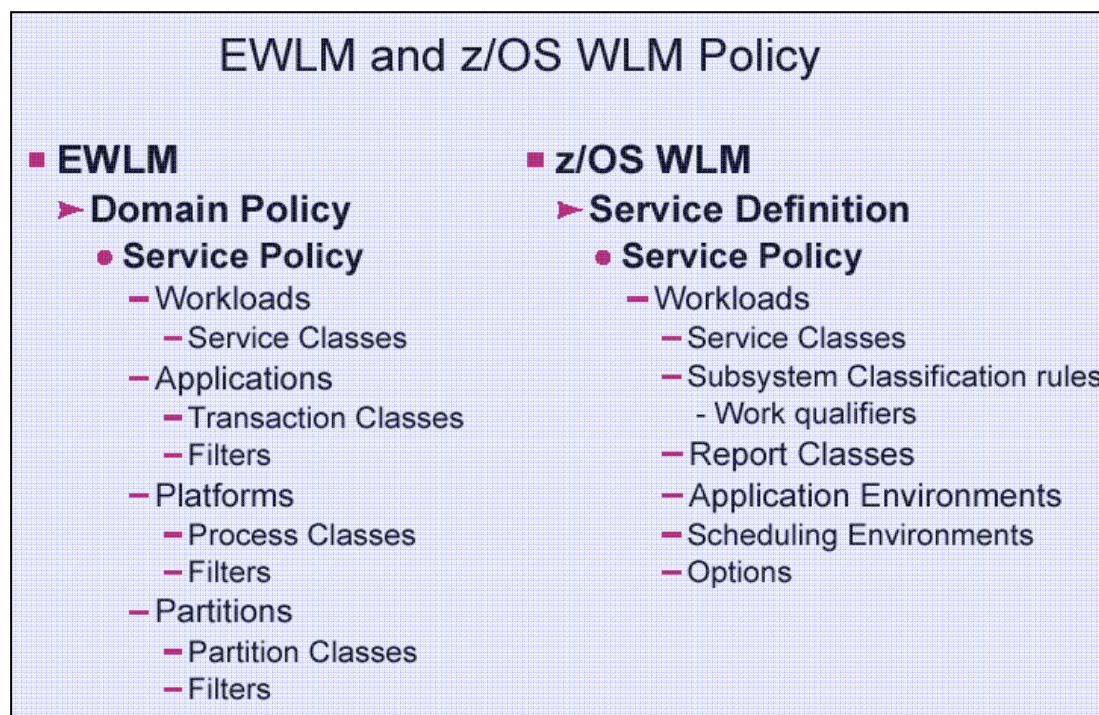 EWLM and z/OS WLM Policy
EWLM
Domain Policy
Service Policy
Workloads
Service Classes
Applications
Transaction Classes
Filters
Platforms
Process Classes
Filters
Partitions
Partition Classes
Filters
z/OS WLM
Service Definition
Service Policy
Workloads
Service Classes
Subsystem Classification rules
- Work qualifiers
Report Classes
Application Environments
Scheduling Environments
Options